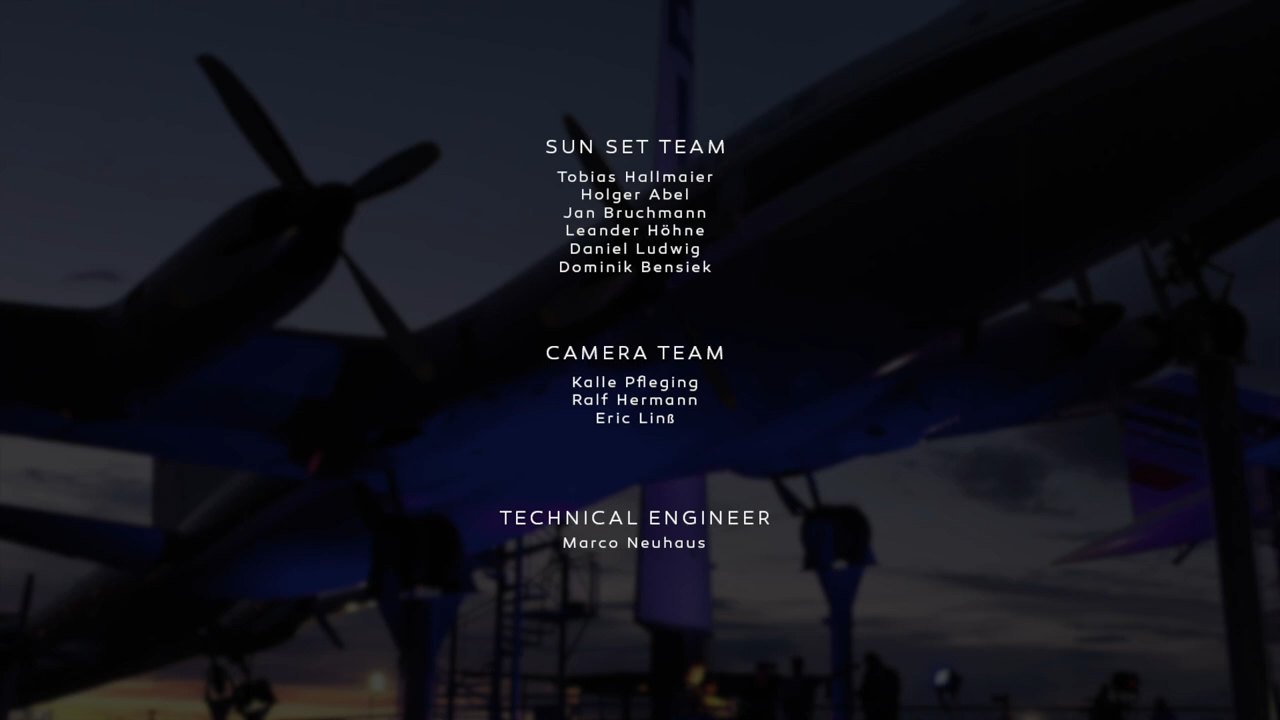 SUN SET TEAM
Tobias Hallmaier
Holger Abel
Jan Bruchmann
Leander Höhne
Daniel Ludwig
Dominik Bensiek
CAMERA TEAM
Kalle Pfleging
Ralf Hermann
Eric Linß
TECHNICAL ENGINEER
Marco Neuhaus